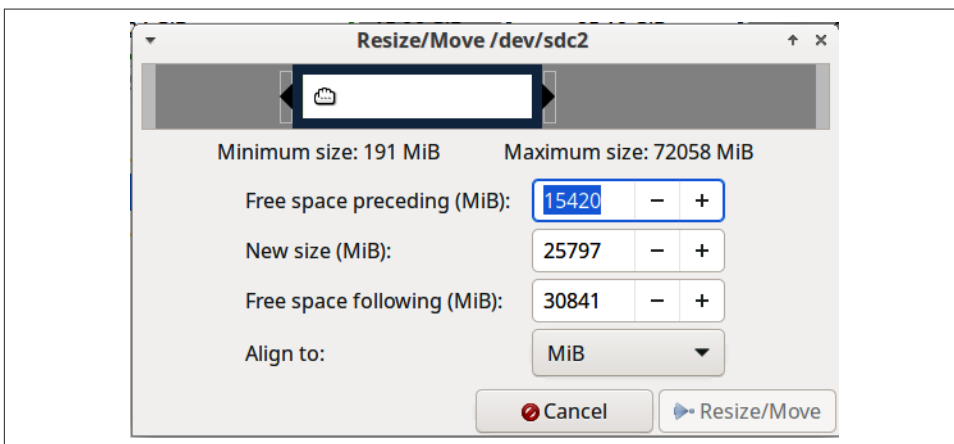 Resize/Move /dev/sdc2
Minimum size: 191 MiB Maximum size: 72058 MiB
Free space preceding (MiB): 15420 − +
New size (MiB): 25797 − +
Free space following (MiB): 30841 − +
Align to: MiB
Cancel Resize/Move